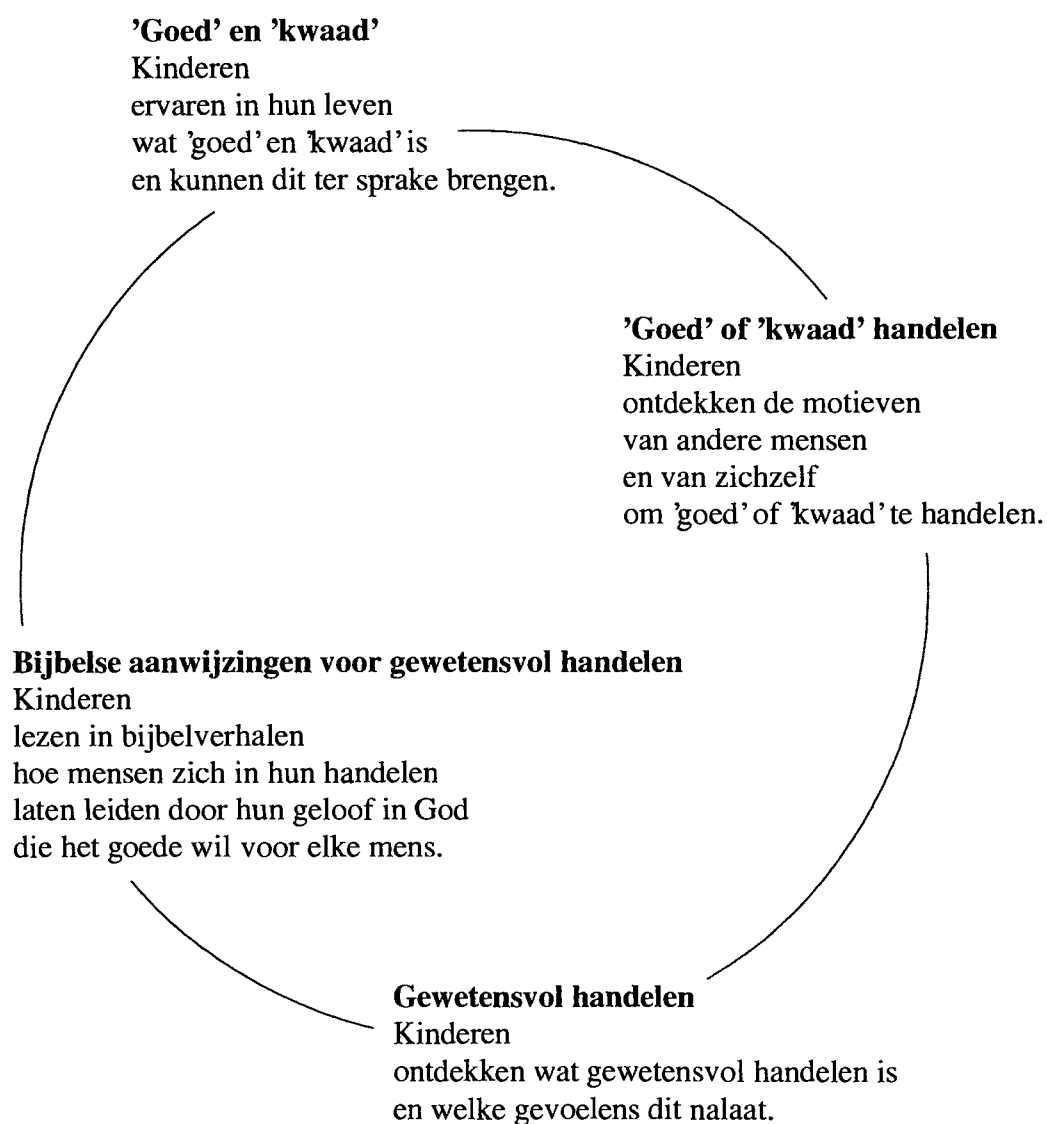 ’Goed’ en ’kwaad’
Kinderen
ervaren in hun leven
wat ’goed’ en ’kwaad’ is
en kunnen dit ter sprake brengen.
’Goed’ of ’kwaad’ handelen
Kinderen
ontdekken de motieven
van andere mensen
en van zichzelf
om ’goed’ of ’kwaad’ te handelen.
Bijbelse aanwijzingen voor gewetensvol handelen
Kinderen
lezen in bijbelverhalen
hoe mensen zich in hun handelen
laten leiden door hun geloof in God
die het goede wil voor elke mens.
Gewetensvol handelen
Kinderen
ontdekken wat gewetensvol handelen is
en welke gevoelens dit nalaat.